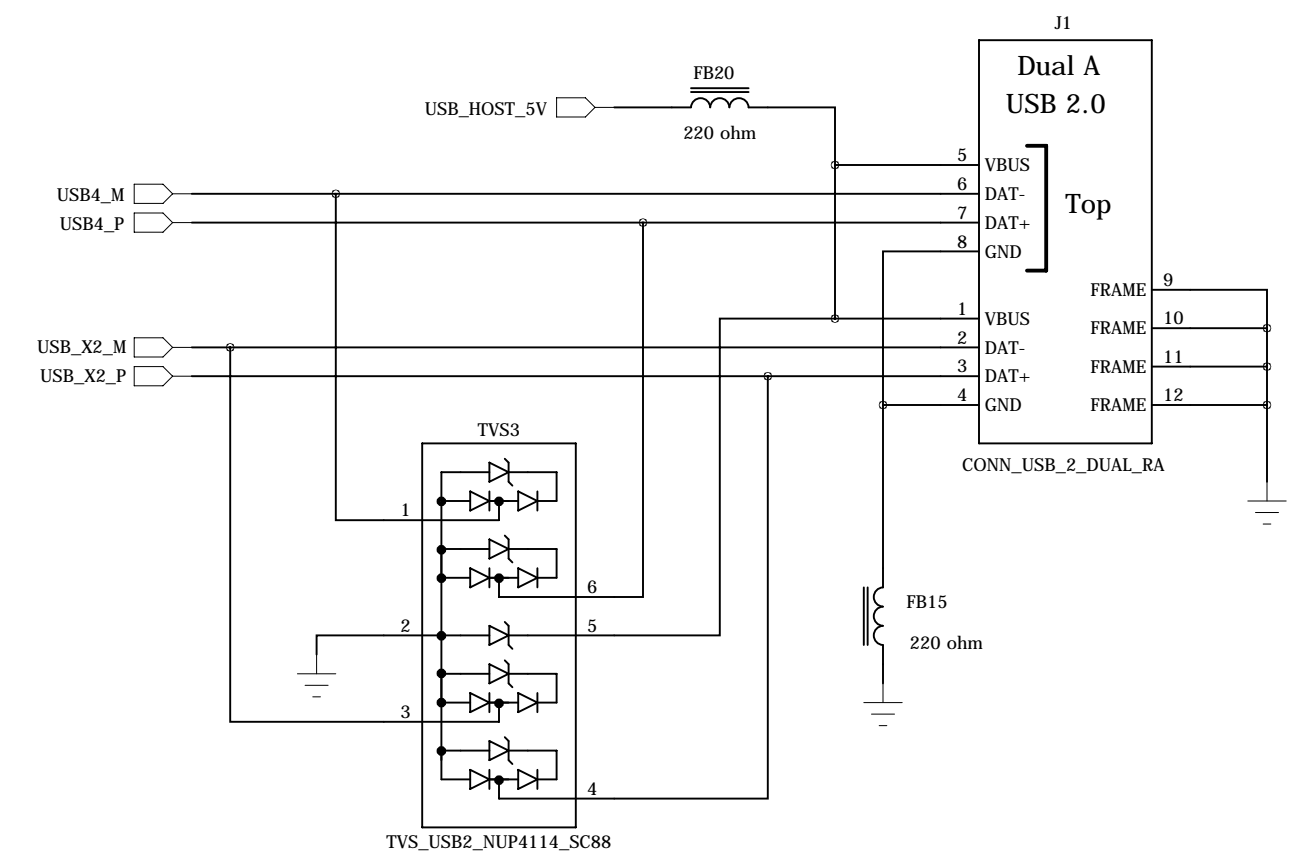 J1
Dual A
USB 2.0
FB20
USB_HOST_5V
220 ohm
5 VBUS
USB4_M 6 DAT-
Top
USB4_P 7 DAT+
8 GND
FRAME 9
1 VBUS
FRAME 10
USB_X2_M 2 DAT-
FRAME 11
USB_X2_P 3 DAT+
4 GND FRAME 12
TVS3
CONN_USB_2_DUAL_RA
1
6
FB15
2 5
220 ohm
3
4
TVS_USB2_NUP4114_SC88